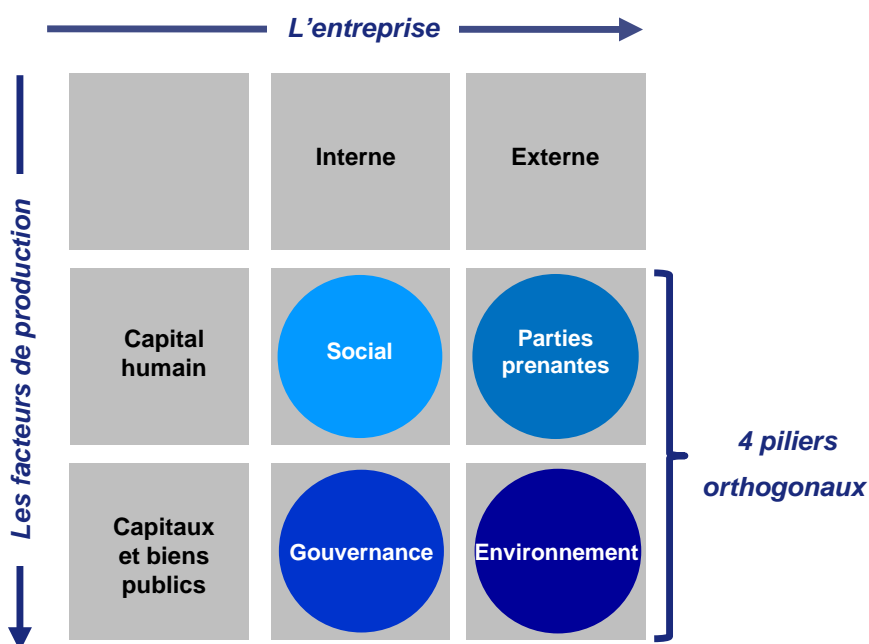 L'entreprise
Les facteurs de production
Interne
Externe
Capital
humain
Social
Parties
prenantes
4 piliers
orthogonaux
Capitaux
et biens
publics
Gouvernance
Environnement